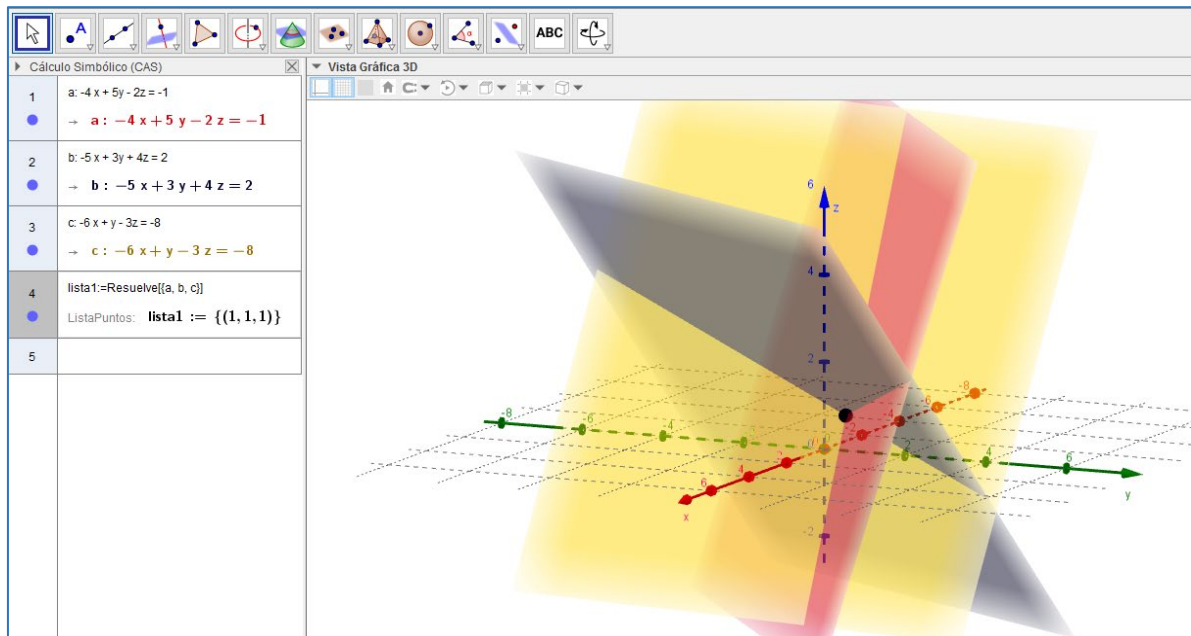 ABC
Cálculo Simbólico (CAS)
1
a: -4 x + 5y - 2z = -1
→ a : −4 x + 5 y − 2 z = −1
2
b: -5 x + 3y + 4z = 2
→ b : −5 x + 3 y + 4 z = 2
3
c: -6 x + y - 3z = -8
→ c : −6 x + y − 3 z = −8
4
lista1:=Resuelve[{a, b, c}]
ListaPuntos: lista1 := {(1, 1, 1)}
5
Vista Gráfica 3D
6
z
4
2
-2
-8
-6
-4
2
4
6
y
-8
-6
-4
-2
0
2
4
6
x